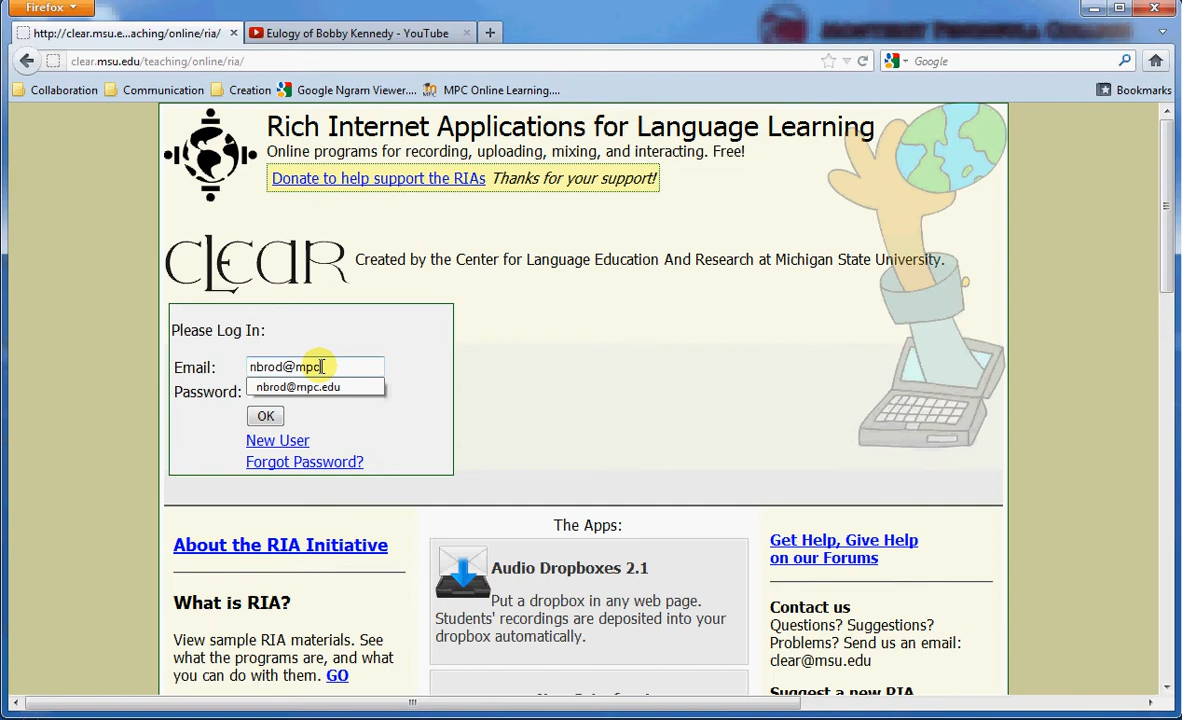 Firefox
http://clear.msu.e...aching/online/ria/
Eulogy of Bobby Kennedy - YouTube
clear.msu.edu/teaching/online/ria/
Google
Collaboration
Communication
Creation
Google Ngram Viewer....
MPC
MPC Online Learning....
Bookmarks
Rich Internet Applications for Language Learning
Online programs for recording, uploading, mixing, and interacting. Free!
Donate to help support the RIAs Thanks for your support!
CLEAR
Created by the Center for Language Education And Research at Michigan State University.
Please Log In:
Email: nbrod@mpc
nbrod@mpc.edu
Password:
OK
New User
Forgot Password?
About the RIA Initiative
What is RIA?
View sample RIA materials. See
what the programs are, and what
you can do with them. GO
The Apps:
Audio Dropboxes 2.1
Put a dropbox in any web page.
Students' recordings are deposited into your
dropbox automatically.
Get Help, Give Help
on our Forums
Contact us
Questions? Suggestions?
Problems? Send us an email:
clear@msu.edu
Suggest a new RIA